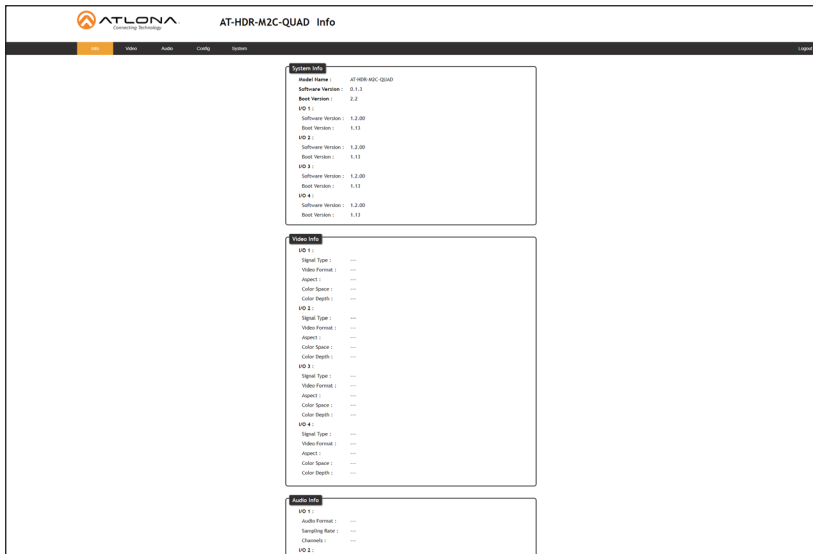 ATLONA.
Connecting Technology
AT-HDR-M2C-QUAD Info
Info Video Audio Config System Logout
System Info
Model Name : AT-HDR-M2C-QUAD
Software Version : 0.1.3
Boot Version : 2.2
I/O 1 :
Software Version : 1.2.00
Boot Version : 1.13
I/O 2 :
Software Version : 1.2.00
Boot Version : 1.13
I/O 3 :
Software Version : 1.2.00
Boot Version : 1.13
I/O 4 :
Software Version : 1.2.00
Boot Version : 1.13
Video Info
I/O 1 :
Signal Type : ---
Video Format : ---
Aspect : ---
Color Space : ---
Color Depth : ---
I/O 2 :
Signal Type : ---
Video Format : ---
Aspect : ---
Color Space : ---
Color Depth : ---
I/O 3 :
Signal Type : ---
Video Format : ---
Aspect : ---
Color Space : ---
Color Depth : ---
I/O 4 :
Signal Type : ---
Video Format : ---
Aspect : ---
Color Space : ---
Color Depth : ---
Audio Info
I/O 1 :
Audio Format : ---
Sampling Rate : ---
Channels : ---
I/O 2 :